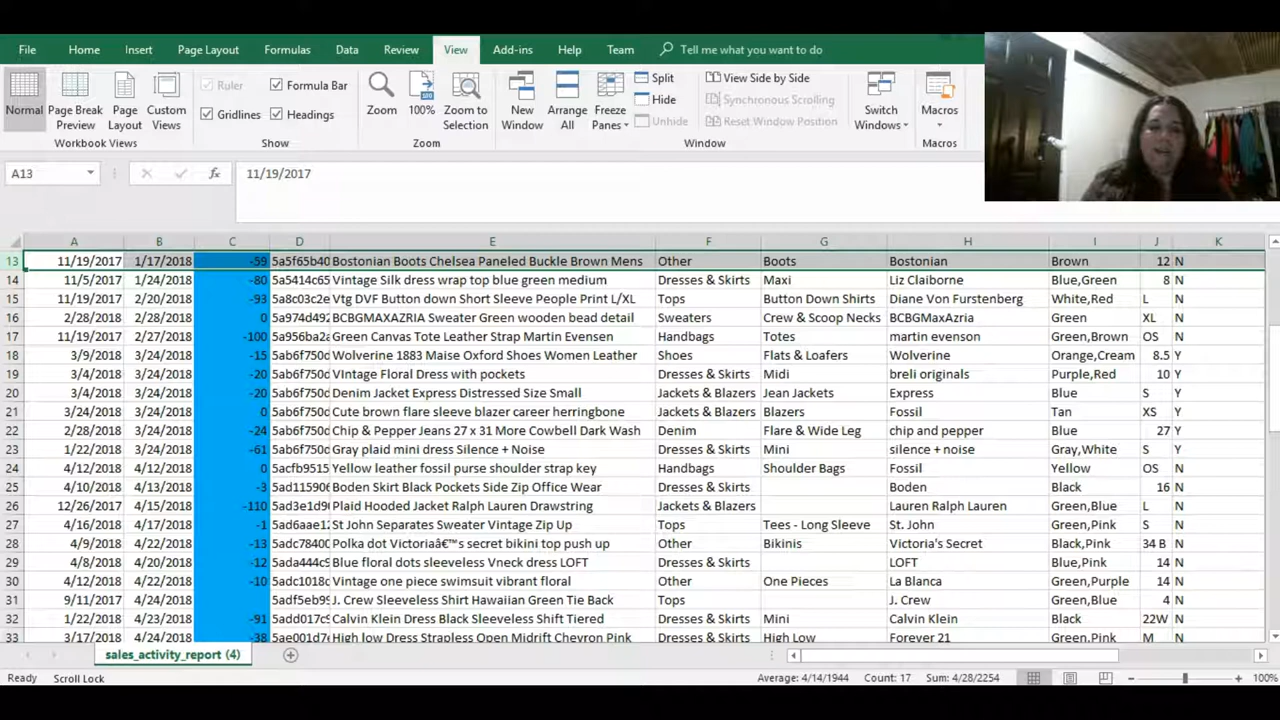 File Home Insert Page Layout Formulas Data Review View Add-ins Help Team Tell me what you want to do
Normal Page Break Preview Page Layout Custom Views
Workbook Views
Ruler Formula Bar
Gridlines Headings
Show
Zoom 100% Zoom to Selection
Zoom
New Window Arrange All Freeze Panes
Split
Hide
Unhide
View Side by Side
Synchronous Scrolling
Reset Window Position
Window
Switch Windows
Macros
Macros
A13 fx 11/19/2017
A B C D E F G H I J K
13 11/19/2017 1/17/2018 -59 5a5f65b40 Bostonian Boots Chelsea Paneled Buckle Brown Mens Other Boots Bostonian Brown 12 N
14 11/5/2017 1/24/2018 -80 5a5414c65 Vintage Silk dress wrap top blue green medium Dresses & Skirts Maxi Liz Claiborne Blue,Green 8 N
15 11/19/2017 2/20/2018 -93 5a8c03c2e Vtg DVF Button down Short Sleeve People Print L/XL Tops Button Down Shirts Diane Von Furstenberg White,Red L N
16 2/28/2018 2/28/2018 0 5a974d492 BCBGMAXAZRIA Sweater Green wooden bead detail Sweaters Crew & Scoop Necks BCBGMaxAzria Green XL N
17 11/19/2017 2/27/2018 -100 5a956ba2a Green Canvas Tote Leather Strap Martin Evensen Handbags Totes martin evenson Green,Brown OS N
18 3/9/2018 3/24/2018 -15 5ab6f750d Wolverine 1883 Maise Oxford Shoes Women Leather Shoes Flats & Loafers Wolverine Orange,Cream 8.5 Y
19 3/4/2018 3/24/2018 -20 5ab6f750d VIntage Floral Dress with pockets Dresses & Skirts Midi breli originals Purple,Red 10 Y
20 3/4/2018 3/24/2018 -20 5ab6f750d Denim Jacket Express Distressed Size Small Jackets & Blazers Jean Jackets Express Blue S Y
21 3/24/2018 3/24/2018 0 5ab6f750d Cute brown flare sleeve blazer career herringbone Jackets & Blazers Blazers Fossil Tan XS Y
22 2/28/2018 3/24/2018 -24 5ab6f750d Chip & Pepper Jeans 27 x 31 More Cowbell Dark Wash Denim Flare & Wide Leg chip and pepper Blue 27 Y
23 1/22/2018 3/24/2018 -61 5ab6f750d Gray plaid mini dress Silence + Noise Dresses & Skirts Mini silence + noise Gray,White S Y
24 4/12/2018 4/12/2018 0 5acfb9515 Yellow leather fossil purse shoulder strap key Handbags Shoulder Bags Fossil Yellow OS N
25 4/10/2018 4/13/2018 -3 5ad115906 Boden Skirt Black Pockets Side Zip Office Wear Dresses & Skirts Boden Black 16 N
26 12/26/2017 4/15/2018 -110 5ad3e1d96 Plaid Hooded Jacket Ralph Lauren Drawstring Jackets & Blazers Lauren Ralph Lauren Green,Blue L N
27 4/16/2018 4/17/2018 -1 5ad6aae12 St John Separates Sweater Vintage Zip Up Tops Tees - Long Sleeve St. John Green,Pink S N
28 4/9/2018 4/22/2018 -13 5adc78400 Polka dot Victoriaâ€™s secret bikini top push up Other Bikinis Victoria's Secret Black,Pink 34 B N
29 4/8/2018 4/20/2018 -12 5ada444c9 Blue floral dots sleeveless Vneck dress LOFT Dresses & Skirts LOFT Blue,Pink 14 N
30 4/12/2018 4/22/2018 -10 5adc1018d Vintage one piece swimsuit vibrant floral Other One Pieces La Blanca Green,Purple 14 N
31 9/11/2017 4/24/2018 5adf5eb99 J. Crew Sleeveless Shirt Hawaiian Green Tie Back Tops J. Crew Green,Blue 4 N
32 1/22/2018 4/23/2018 -91 5add017c9 Calvin Klein Dress Black Sleeveless Shift Tiered Dresses & Skirts Mini Calvin Klein Black 22W N
33 3/17/2018 4/24/2018 -38 5ae001d7e High low Dress Strapless Open Midrift Chevron Pink Dresses & Skirts High Low Forever 21 Green,Pink M N
sales_activity_report (4)
Ready Scroll Lock Average: 4/14/1944 Count: 17 Sum: 4/28/2254 100%